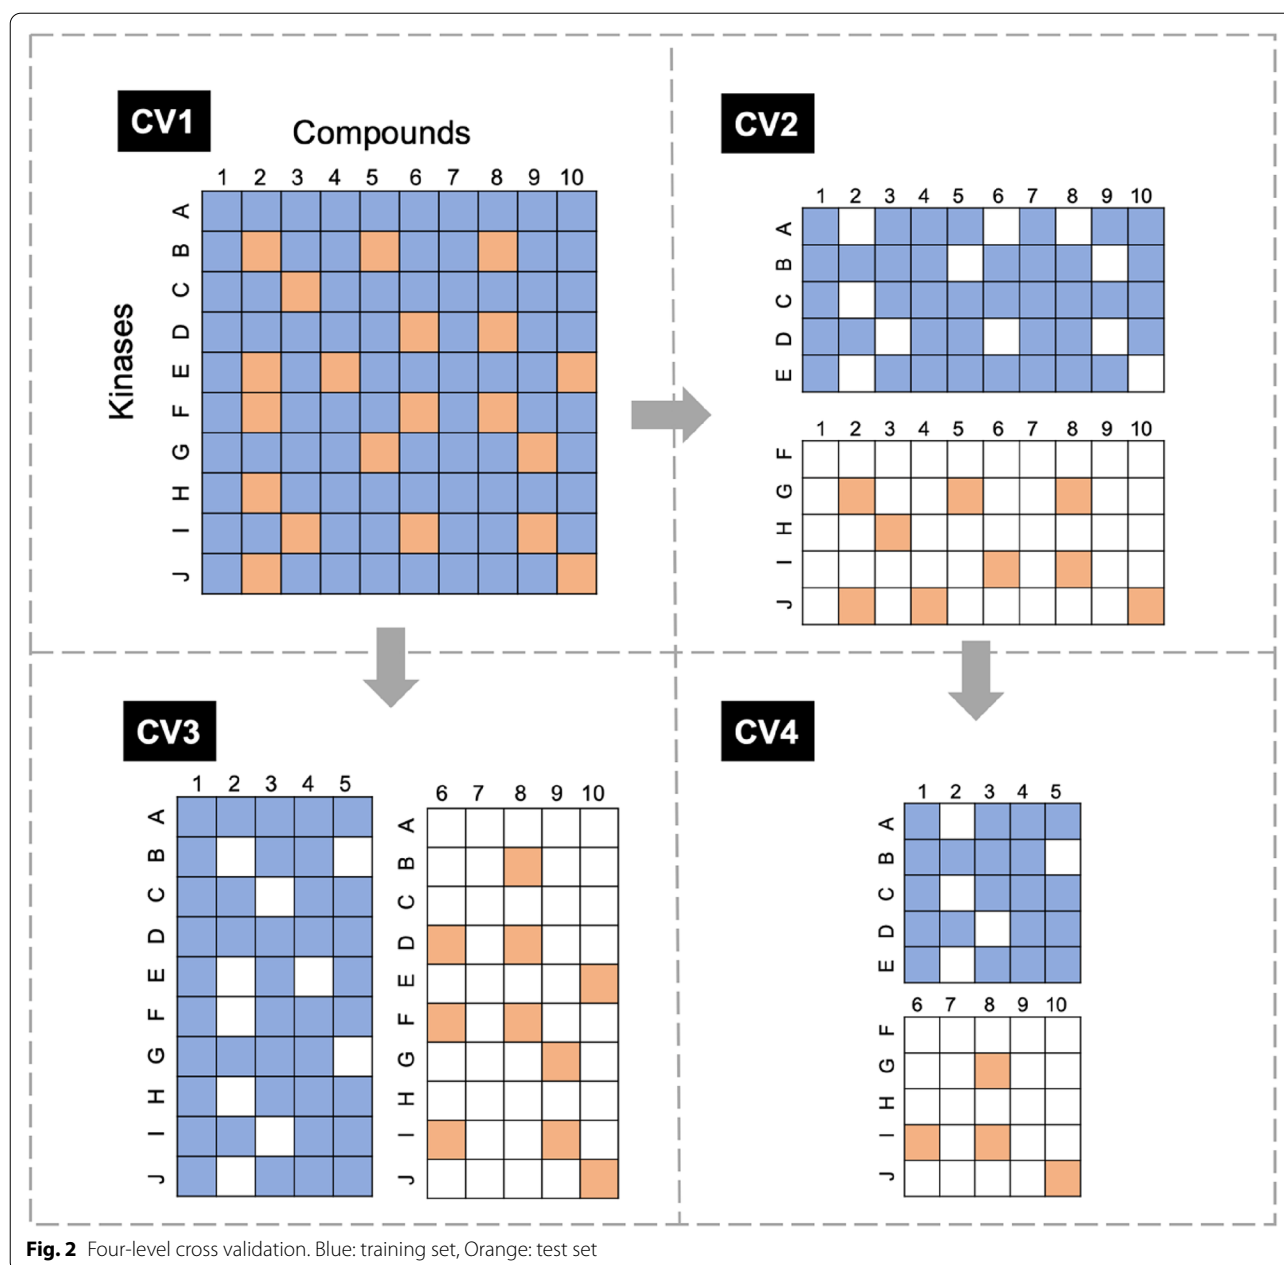 CV1
Compounds
1 2 3 4 5 6 7 8 9 10
Kinases
A
B
C
D
E
F
G
H
I
J
CV2
1 2 3 4 5 6 7 8 9 10
A
B
C
D
E
1 2 3 4 5 6 7 8 9 10
F
G
H
I
J
CV3
1 2 3 4 5
A
B
C
D
E
F
G
H
I
J
6 7 8 9 10
A
B
C
D
E
F
G
H
I
J
CV4
1 2 3 4 5
A
B
C
D
E
6 7 8 9 10
F
G
H
I
J
Fig. 2 Four-level cross validation. Blue: training set, Orange: test set